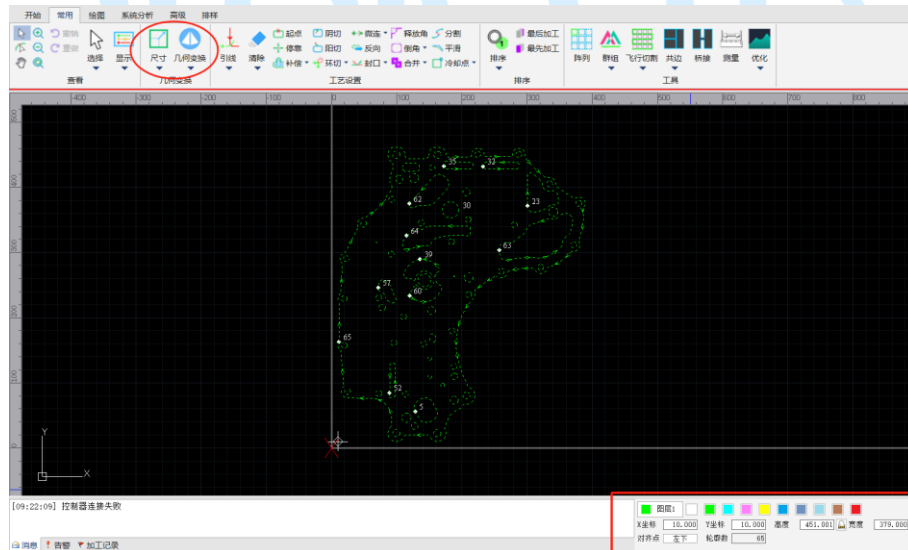 开始 常用 绘图 系统分析 高级 排样
撤销 重做 选择 显示 尺寸 几何变换 引线 清除 起点 阴切 微连 释放角 分割
停靠 阳切 反向 倒角 平滑
补偿 环切 封口 合并 冷却点
排序 最后加工 最先加工 阵列 群组 飞行切割 共边 桥接 测量 优化
查看 几何变换 工艺设置 排序 工具
-400 -300 -200 -100 0 100 200 300 400 500 600 700 800
500
400
300
200
100
0
35 32
62 30 23
64
63
39
57
60
65
52
5
Y
X
[09:22:09] 控制器连接失败
图层1
X坐标 10.000 Y坐标 10.000 高度 451.001 宽度 379.000
对齐点 左下 轮廓数 65
消息 告警 加工记录